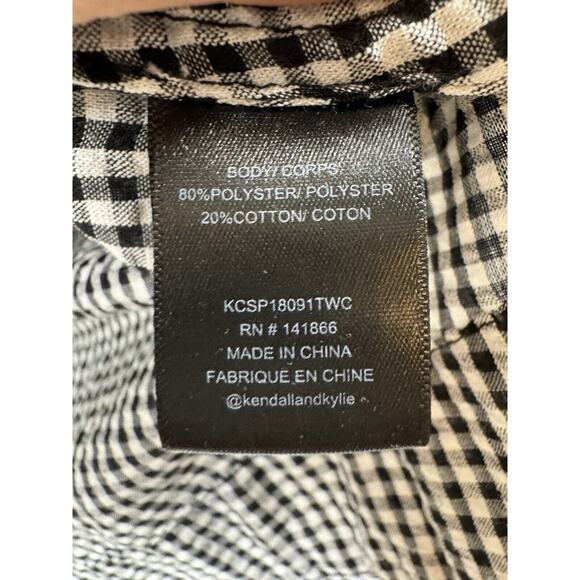 BODY/ CORPS
80%POLYSTER/ POLYSTER
20%COTTON/ COTON
KCSP18091TWC
RN # 141866
MADE IN CHINA
FABRIQUE EN CHINE
@kendallandkylie